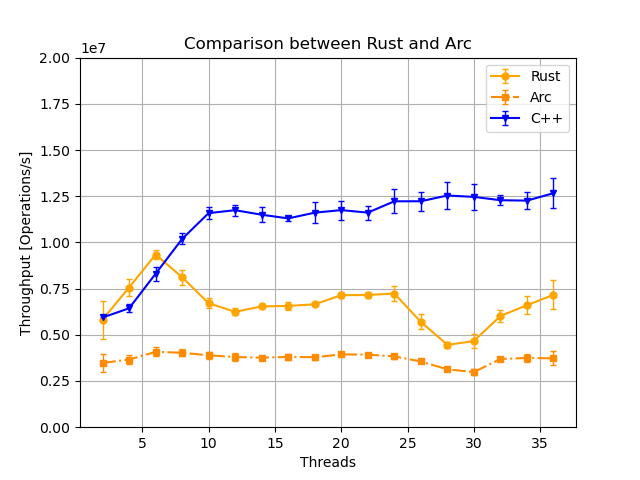 Comparison between Rust and Arc
1e7
2.00
1.75
1.50
1.25
1.00
0.75
0.50
0.25
0.00
Throughput [Operations/s]
Rust
Arc
C++
5
10
15
20
25
30
35
Threads